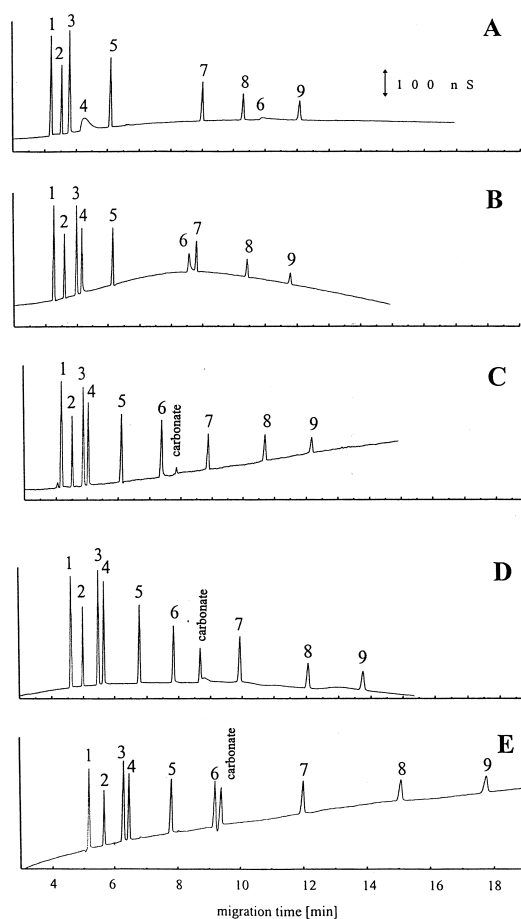 A
1 2 3 4 5 7 8 6 9
100 nS
B
1 2 3 4 5 6 7 8 9
C
1 2 3 4 5 6 carbonate 7 8 9
D
1 2 3 4 5 6 carbonate 7 8 9
E
1 2 3 4 5 6 carbonate 7 8 9
4 6 8 10 12 14 16 18
migration time [min]